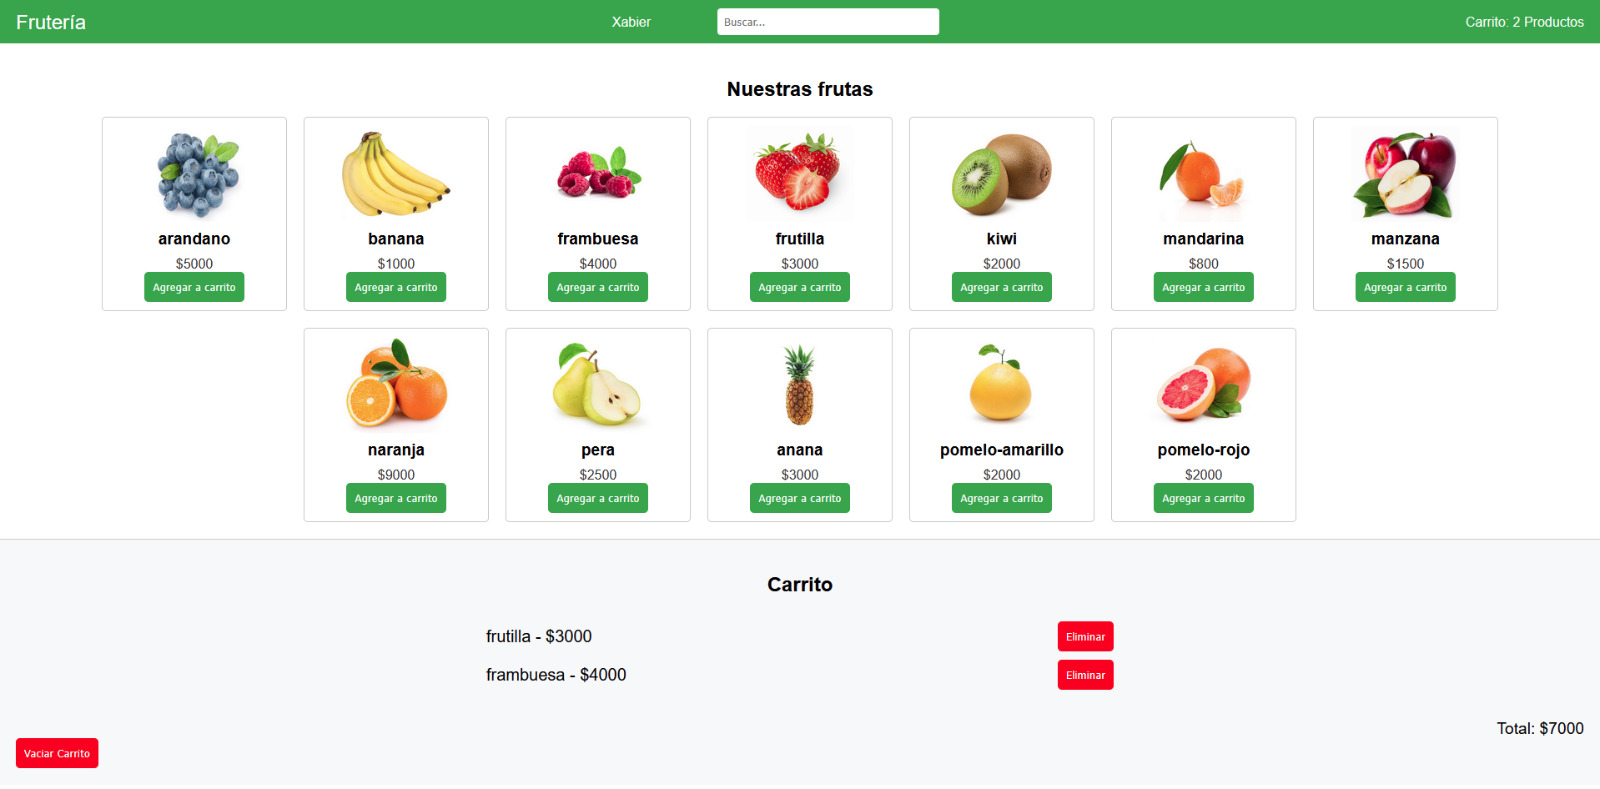 Frutería
Xabier
Buscar...
Carrito: 2 Productos
Nuestras frutas
arandano
$5000
Agregar a carrito
banana
$1000
Agregar a carrito
frambuesa
$4000
Agregar a carrito
frutilla
$3000
Agregar a carrito
kiwi
$2000
Agregar a carrito
mandarina
$800
Agregar a carrito
manzana
$1500
Agregar a carrito
naranja
$9000
Agregar a carrito
pera
$2500
Agregar a carrito
anana
$3000
Agregar a carrito
pomelo-amarillo
$2000
Agregar a carrito
pomelo-rojo
$2000
Agregar a carrito
Carrito
frutilla - $3000
Eliminar
frambuesa - $4000
Eliminar
Total: $7000
Vaciar Carrito